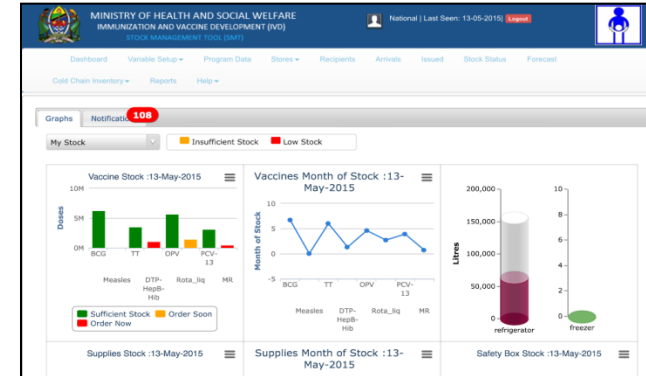 MINISTRY OF HEALTH AND SOCIAL WELFARE
IMMUNIZATION AND VACCINE DEVELOPMENT (IVD)
STOCK MANAGEMENT TOOL (SMT)
National | Last Seen: 13-05-2015| Logout
Dashboard Variable Setup Program Data Stores Recipients Arrivals Issued Stock Status Forecast
Cold Chain Inventory Reports Help
Graphs Notificatio 108
My Stock Insufficient Stock Low Stock
Vaccine Stock :13-May-2015
10M
5M
0M
Doses
BCG TT OPV PCV-
13
Measles DTP- Rota_liq MR
HepB-
Hib
Sufficient Stock Order Soon
Order Now
Vaccines Month of Stock :13-
May-2015
10
5
0
-5
Month of Stock
BCG TT OPV PCV-
13
Measles DTP- Rota_liq MR
HepB-
Hib
200,000
150,000
100,000
50,000
0
Litres
refrigerator
10
8
6
4
2
0
freezer
Supplies Stock :13-May-2015
Supplies Month of Stock :13-
May-2015
Safety Box Stock :13-May-2015